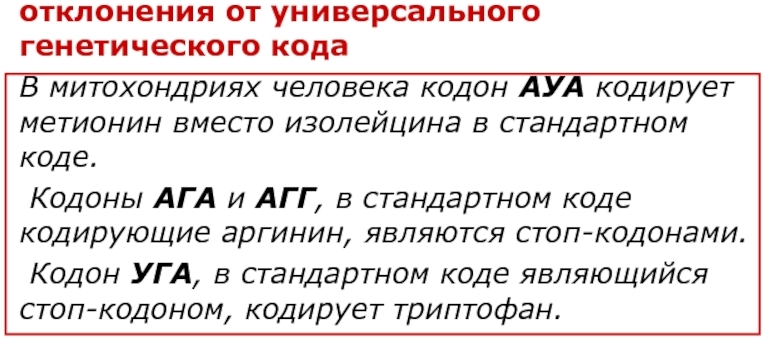 отклонения от универсального
генетического кода
В митохондриях человека кодон АУА кодирует
метионин вместо изолейцина в стандартном
коде.
Кодоны АГА и АГГ, в стандартном коде
кодирующие аргинин, являются стоп-кодонами.
Кодон УГА, в стандартном коде являющийся
стоп-кодоном, кодирует триптофан.